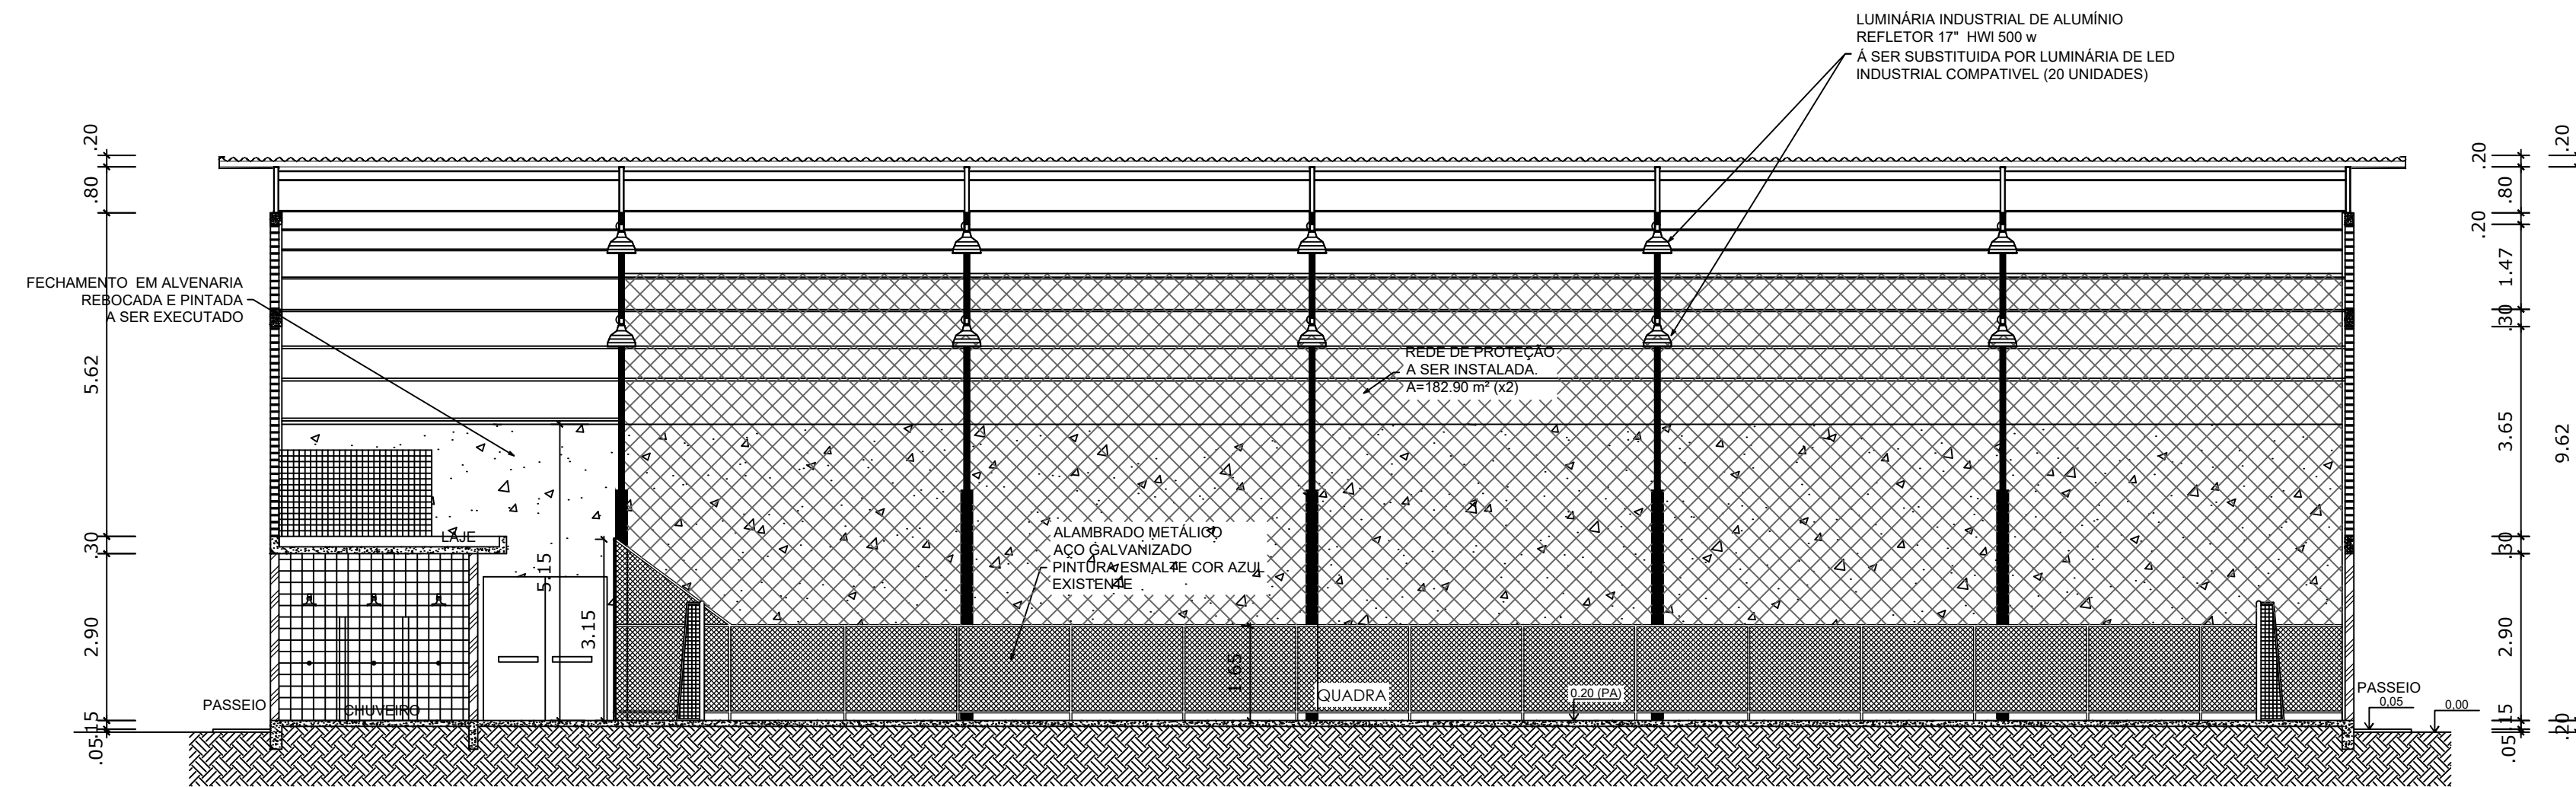 LUMINÁRIA INDUSTRIAL DE ALUMÍNIO
REFLETOR 17" HWI 500 w
Á SER SUBSTITUIDA POR LUMINÁRIA DE LED
INDUSTRIAL COMPATIVEL (20 UNIDADES)
.20
.80
5.62
.30
2.90
.15
.05
FECHAMENTO EM ALVENARIA
REBOCADA E PINTADA
A SER EXECUTADO
REDE DE PROTEÇÃO
A SER INSTALADA.
A=182.90 m² (x2)
LAJE
5.15
3.15
ALAMBRADO METÁLICO
AÇO GALVANIZADO
PINTURA ESMALTE COR AZUL
EXISTENTE
1.65
QUADRA
0.20 (PA)
PASSEIO
CHUVEIRO
PASSEIO
0,05
0,00
.20
.80
.20
1.47
.30
3.65
.30
2.90
.15
.05
.20
9.62
.20